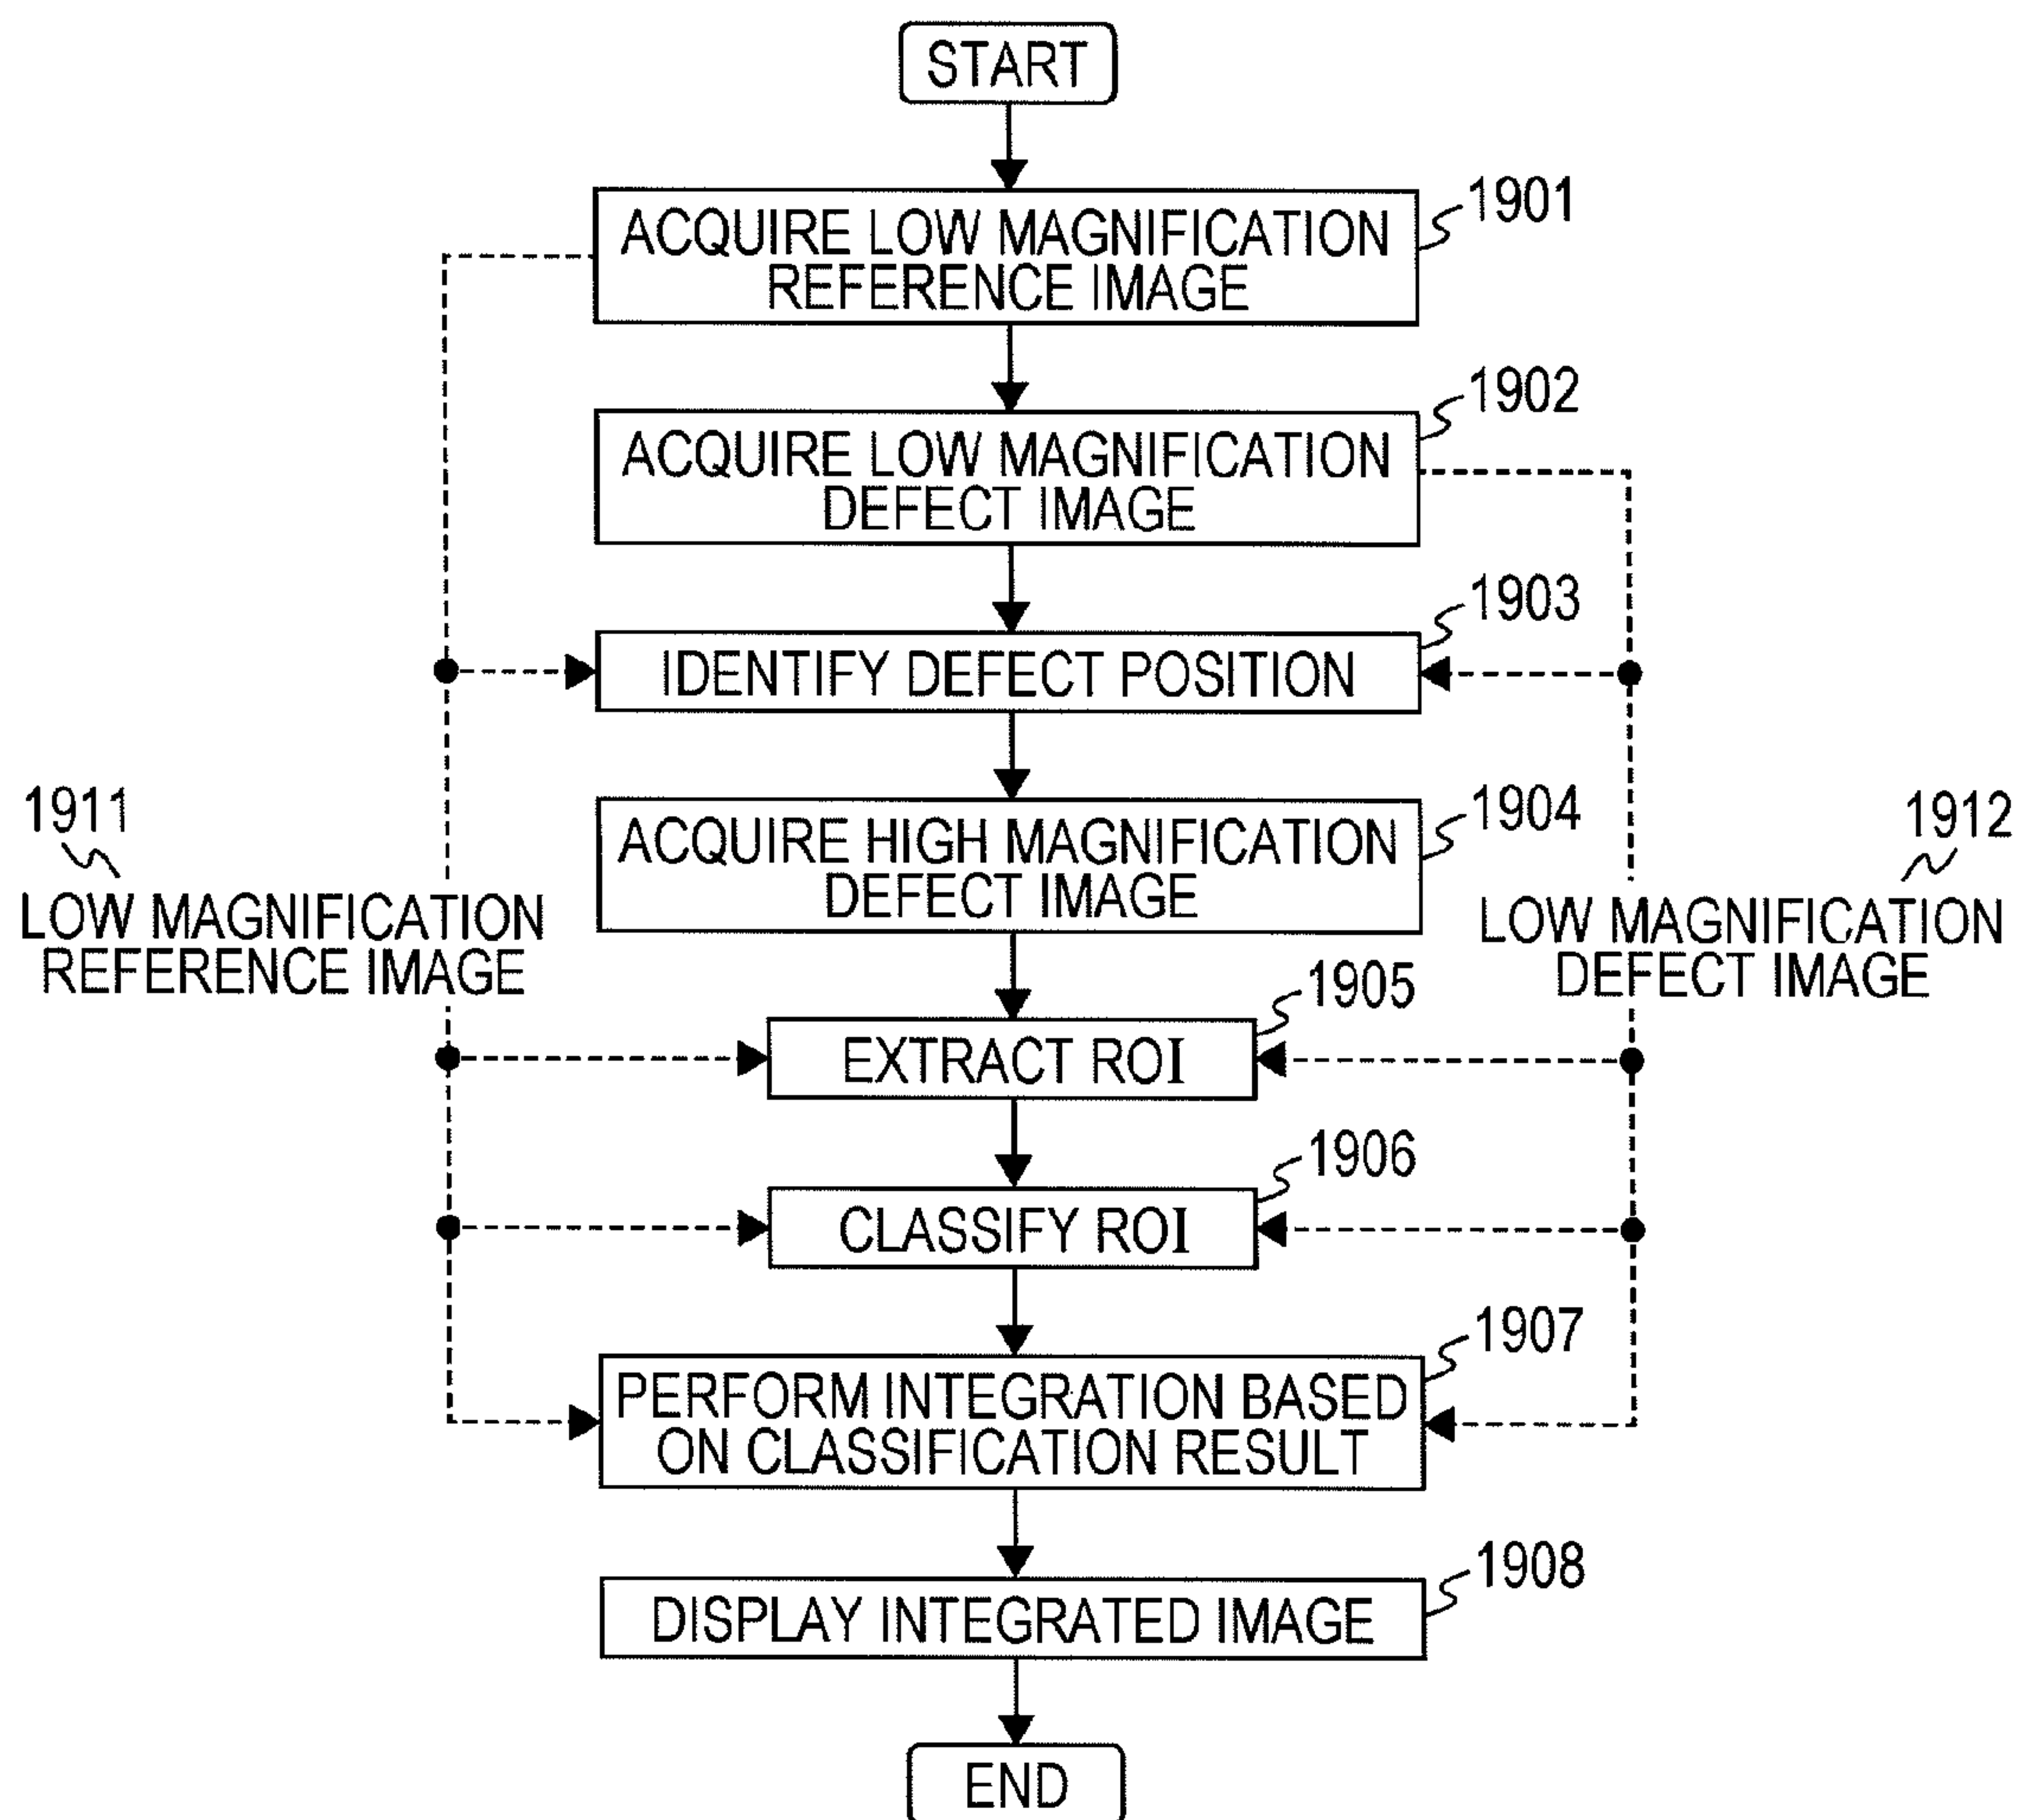 START
1901
ACQUIRE LOW MAGNIFICATION
REFERENCE IMAGE
1902
ACQUIRE LOW MAGNIFICATION
DEFECT IMAGE
1903
IDENTIFY DEFECT POSITION
1904
ACQUIRE HIGH MAGNIFICATION
DEFECT IMAGE
1911
LOW MAGNIFICATION
REFERENCE IMAGE
1912
LOW MAGNIFICATION
DEFECT IMAGE
1905
EXTRACT ROI
1906
CLASSIFY ROI
1907
PERFORM INTEGRATION BASED
ON CLASSIFICATION RESULT
1908
DISPLAY INTEGRATED IMAGE
END